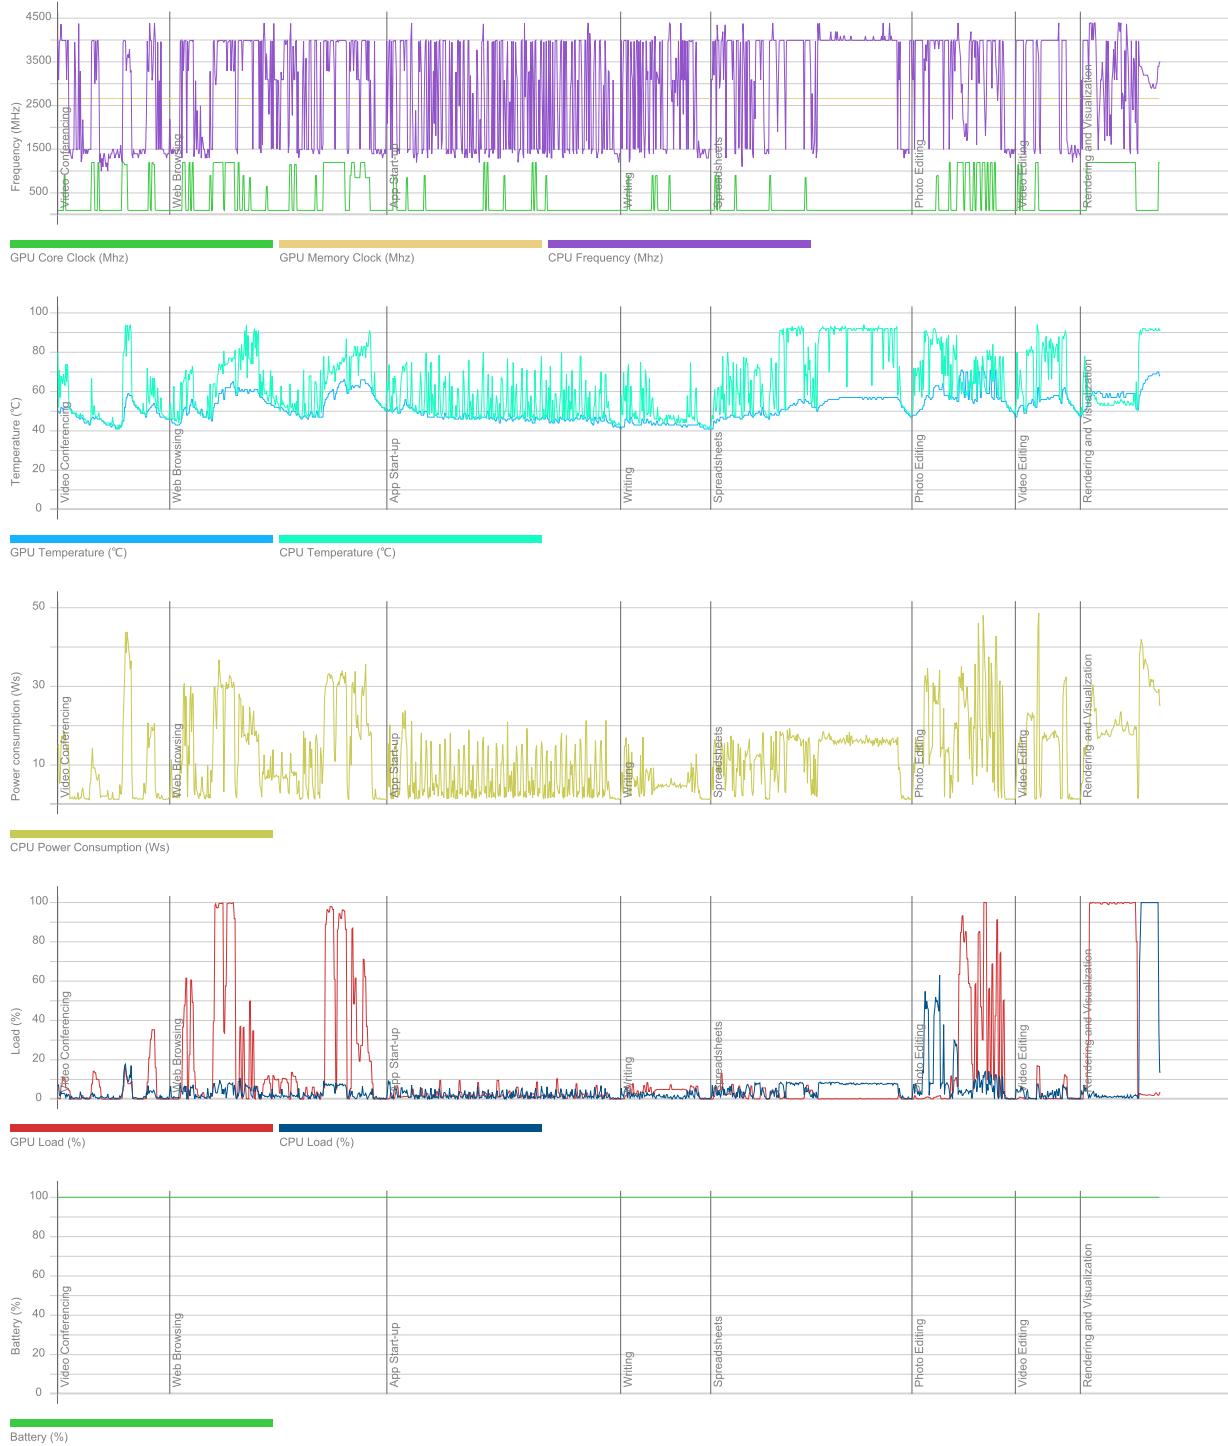 Frequency (MHz)
4500
3500
2500
1500
500
Video Conferencing
Web Browsing
App Start-up
Writing
Spreadsheets
Photo Editing
Video Editing
Rendering and Visualization
GPU Core Clock (Mhz)
GPU Memory Clock (Mhz)
CPU Frequency (Mhz)
Temperature (℃)
100
80
60
40
20
0
Video Conferencing
Web Browsing
App Start-up
Writing
Spreadsheets
Photo Editing
Video Editing
Rendering and Visualization
GPU Temperature (℃)
CPU Temperature (℃)
Power consumption (Ws)
50
30
10
Video Conferencing
Web Browsing
App Start-up
Writing
Spreadsheets
Photo Editing
Video Editing
Rendering and Visualization
CPU Power Consumption (Ws)
Load (%)
100
80
60
40
20
0
Video Conferencing
Web Browsing
App Start-up
Writing
Spreadsheets
Photo Editing
Video Editing
Rendering and Visualization
GPU Load (%)
CPU Load (%)
Battery (%)
100
80
60
40
20
0
Video Conferencing
Web Browsing
App Start-up
Writing
Spreadsheets
Photo Editing
Video Editing
Rendering and Visualization
Battery (%)